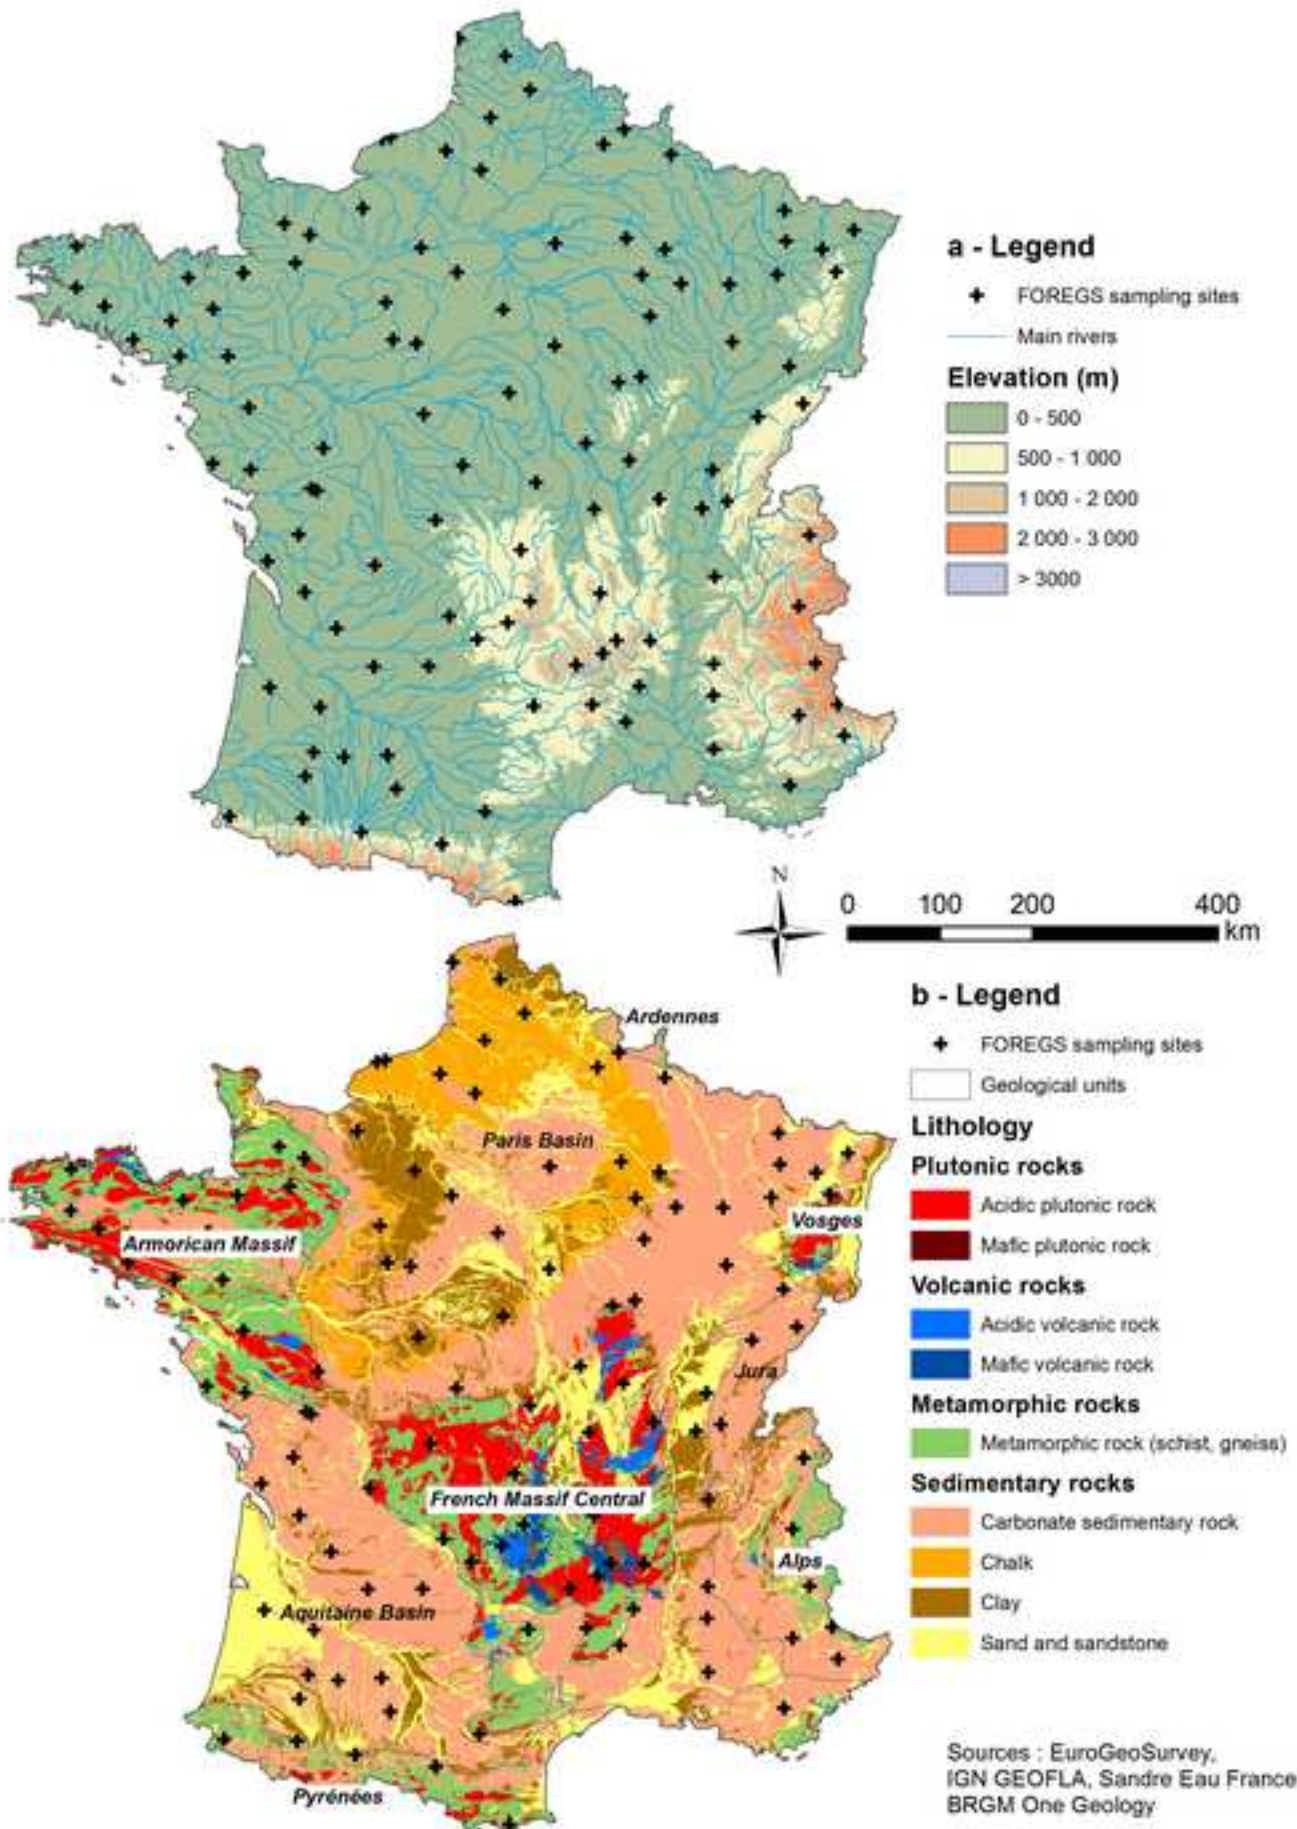 a - Legend
FOREGS sampling sites
Main rivers
Elevation (m)
0 - 500
500 - 1 000
1 000 - 2 000
2 000 - 3 000
> 3000
N
0 100 200 400
km
b - Legend
FOREGS sampling sites
Geological units
Lithology
Plutonic rocks
Acidic plutonic rock
Mafic plutonic rock
Volcanic rocks
Acidic volcanic rock
Mafic volcanic rock
Metamorphic rocks
Metamorphic rock (schist, gneiss)
Sedimentary rocks
Carbonate sedimentary rock
Chalk
Clay
Sand and sandstone
Ardennes
Paris Basin
Vosges
Armorican Massif
Jura
French Massif Central
Alps
Aquitaine Basin
Pyrénées
Sources : EuroGeoSurvey,
IGN GEOFLA, Sandre Eau France
BRGM One Geology